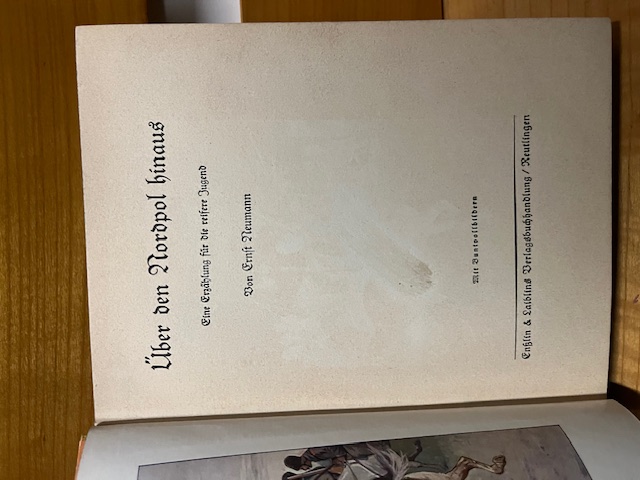 Über den Nordpol hinaus
Eine Erzählung für die reifere Jugend
Von Ernst Neumann
Mit Buntvollbildern
Enßlin & Laiblins Verlagsbuchhandlung / Reutlingen